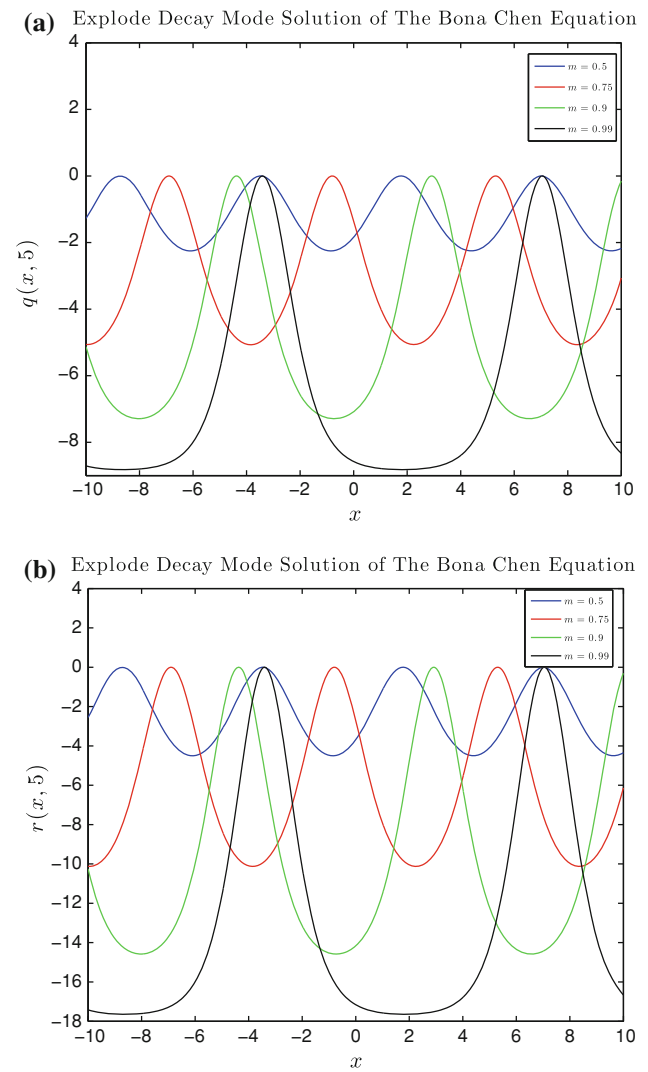 (a) Explode Decay Mode Solution of The Bona Chen Equation
4
2
0
−2
−4
−6
−8
q(x, 5)
m = 0.5
m = 0.75
m = 0.9
m = 0.99
−10 −8 −6 −4 −2 0 2 4 6 8 10
x
(b) Explode Decay Mode Solution of The Bona Chen Equation
4
2
0
−2
−4
−6
−8
−10
−12
−14
−16
−18
r(x, 5)
m = 0.5
m = 0.75
m = 0.9
m = 0.99
−10 −8 −6 −4 −2 0 2 4 6 8 10
x